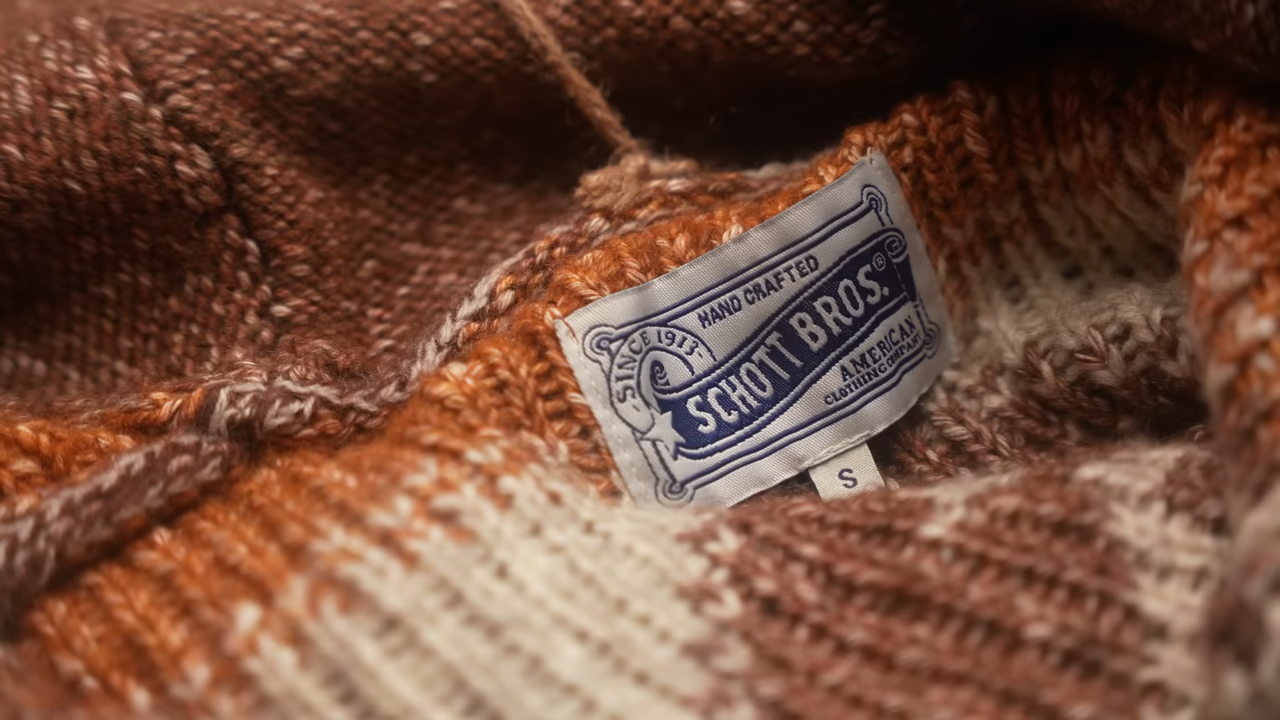 HAND CRAFTED
SINCE 1913
SCHOTT BROS.®
AMERICAN
CLOTHING COMPANY
S